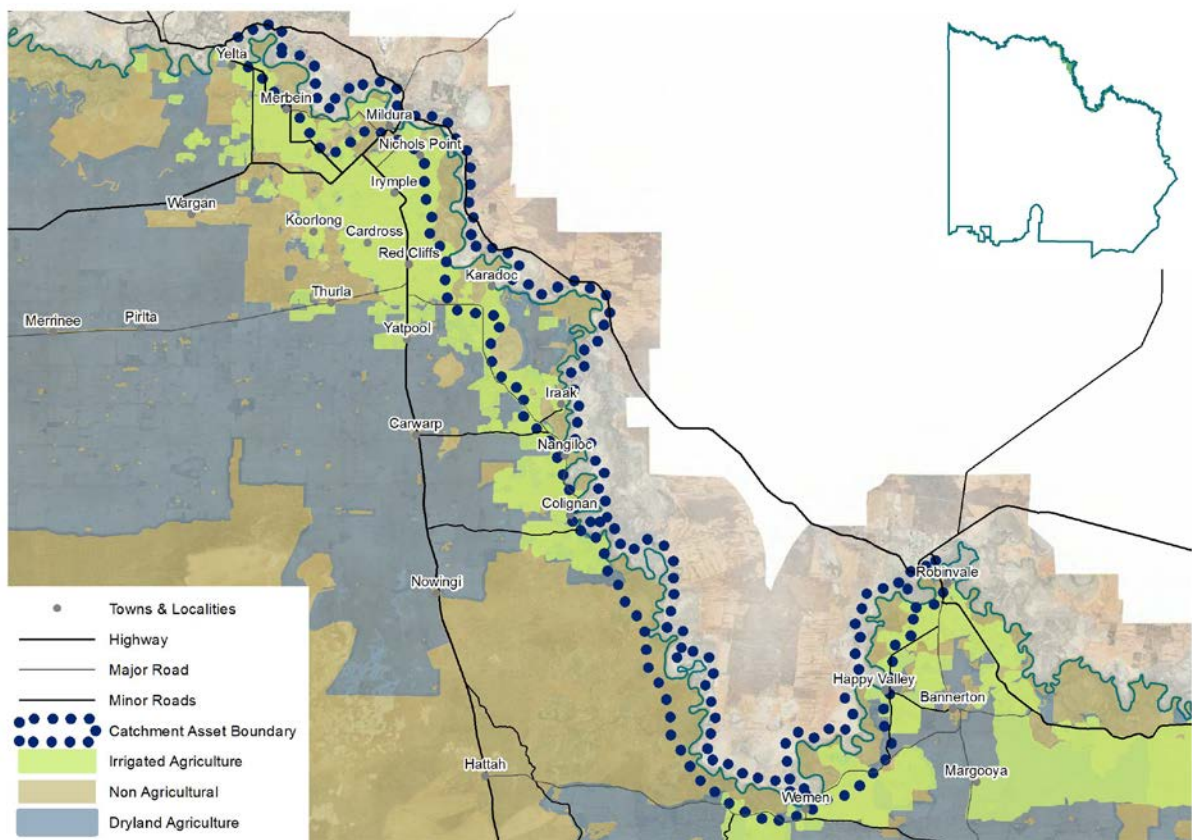 Yelta
Merbein
Mildura
Nichols Point
Irymple
Wargan
Koorlong
Cardross
Red Cliffs
Karadoc
Thurla
Merrinee
Pirlta
Yatpool
Iraak
Carwarp
Nangiloc
Colignan
Nowingi
Robinvale
Happy Valley
Bannerton
Hattah
Margooya
Wemen
Towns & Localities
Highway
Major Road
Minor Roads
Catchment Asset Boundary
Irrigated Agriculture
Non Agricultural
Dryland Agriculture